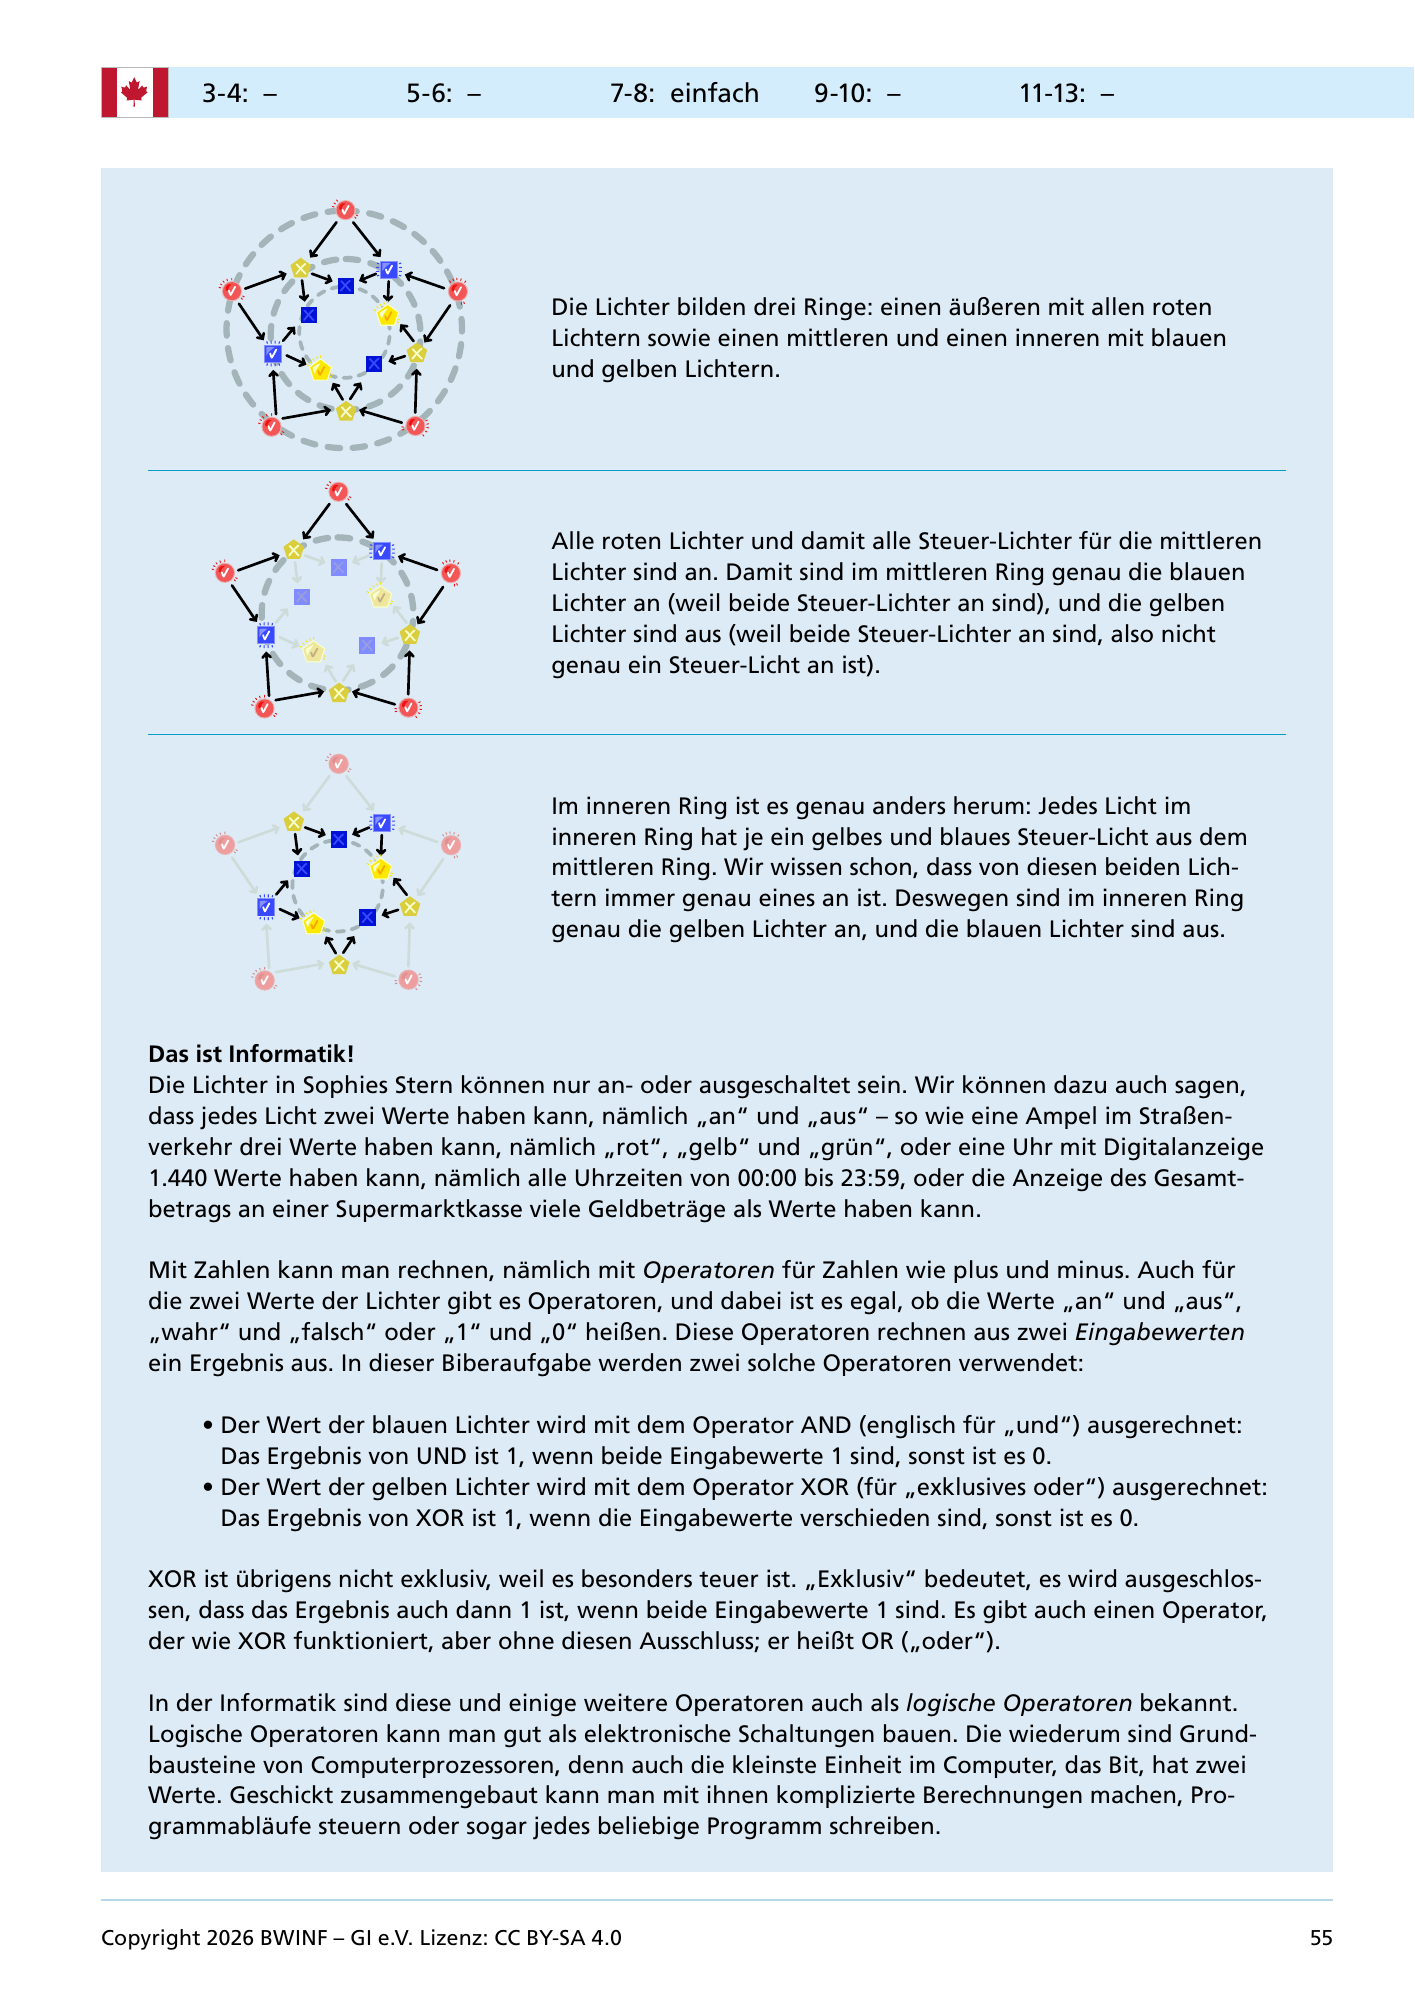 3-4: – 5-6: – 7-8: einfach 9-10: – 11-13: –
Die Lichter bilden drei Ringe: einen äußeren mit allen roten
Lichtern sowie einen mittleren und einen inneren mit blauen
und gelben Lichtern.
Alle roten Lichter und damit alle Steuer-Lichter für die mittleren
Lichter sind an. Damit sind im mittleren Ring genau die blauen
Lichter an (weil beide Steuer-Lichter an sind), und die gelben
Lichter sind aus (weil beide Steuer-Lichter an sind, also nicht
genau ein Steuer-Licht an ist).
Im inneren Ring ist es genau anders herum: Jedes Licht im
inneren Ring hat je ein gelbes und blaues Steuer-Licht aus dem
mittleren Ring. Wir wissen schon, dass von diesen beiden Lich-
tern immer genau eines an ist. Deswegen sind im inneren Ring
genau die gelben Lichter an, und die blauen Lichter sind aus.
Das ist Informatik!
Die Lichter in Sophies Stern können nur an- oder ausgeschaltet sein. Wir können dazu auch sagen,
dass jedes Licht zwei Werte haben kann, nämlich „an“ und „aus“ – so wie eine Ampel im Straßen-
verkehr drei Werte haben kann, nämlich „rot“, „gelb“ und „grün“, oder eine Uhr mit Digitalanzeige
1.440 Werte haben kann, nämlich alle Uhrzeiten von 00:00 bis 23:59, oder die Anzeige des Gesamt-
betrags an einer Supermarktkasse viele Geldbeträge als Werte haben kann.
Mit Zahlen kann man rechnen, nämlich mit Operatoren für Zahlen wie plus und minus. Auch für
die zwei Werte der Lichter gibt es Operatoren, und dabei ist es egal, ob die Werte „an“ und „aus“,
„wahr“ und „falsch“ oder „1“ und „0“ heißen. Diese Operatoren rechnen aus zwei Eingabewerten
ein Ergebnis aus. In dieser Biberaufgabe werden zwei solche Operatoren verwendet:
• Der Wert der blauen Lichter wird mit dem Operator AND (englisch für „und“) ausgerechnet:
Das Ergebnis von UND ist 1, wenn beide Eingabewerte 1 sind, sonst ist es 0.
• Der Wert der gelben Lichter wird mit dem Operator XOR (für „exklusives oder“) ausgerechnet:
Das Ergebnis von XOR ist 1, wenn die Eingabewerte verschieden sind, sonst ist es 0.
XOR ist übrigens nicht exklusiv, weil es besonders teuer ist. „Exklusiv“ bedeutet, es wird ausgeschlos-
sen, dass das Ergebnis auch dann 1 ist, wenn beide Eingabewerte 1 sind. Es gibt auch einen Operator,
der wie XOR funktioniert, aber ohne diesen Ausschluss; er heißt OR („oder“).
In der Informatik sind diese und einige weitere Operatoren auch als logische Operatoren bekannt.
Logische Operatoren kann man gut als elektronische Schaltungen bauen. Die wiederum sind Grund-
bausteine von Computerprozessoren, denn auch die kleinste Einheit im Computer, das Bit, hat zwei
Werte. Geschickt zusammengebaut kann man mit ihnen komplizierte Berechnungen machen, Pro-
grammabläufe steuern oder sogar jedes beliebige Programm schreiben.
Copyright 2026 BWINF – GI e.V. Lizenz: CC BY-SA 4.0 55